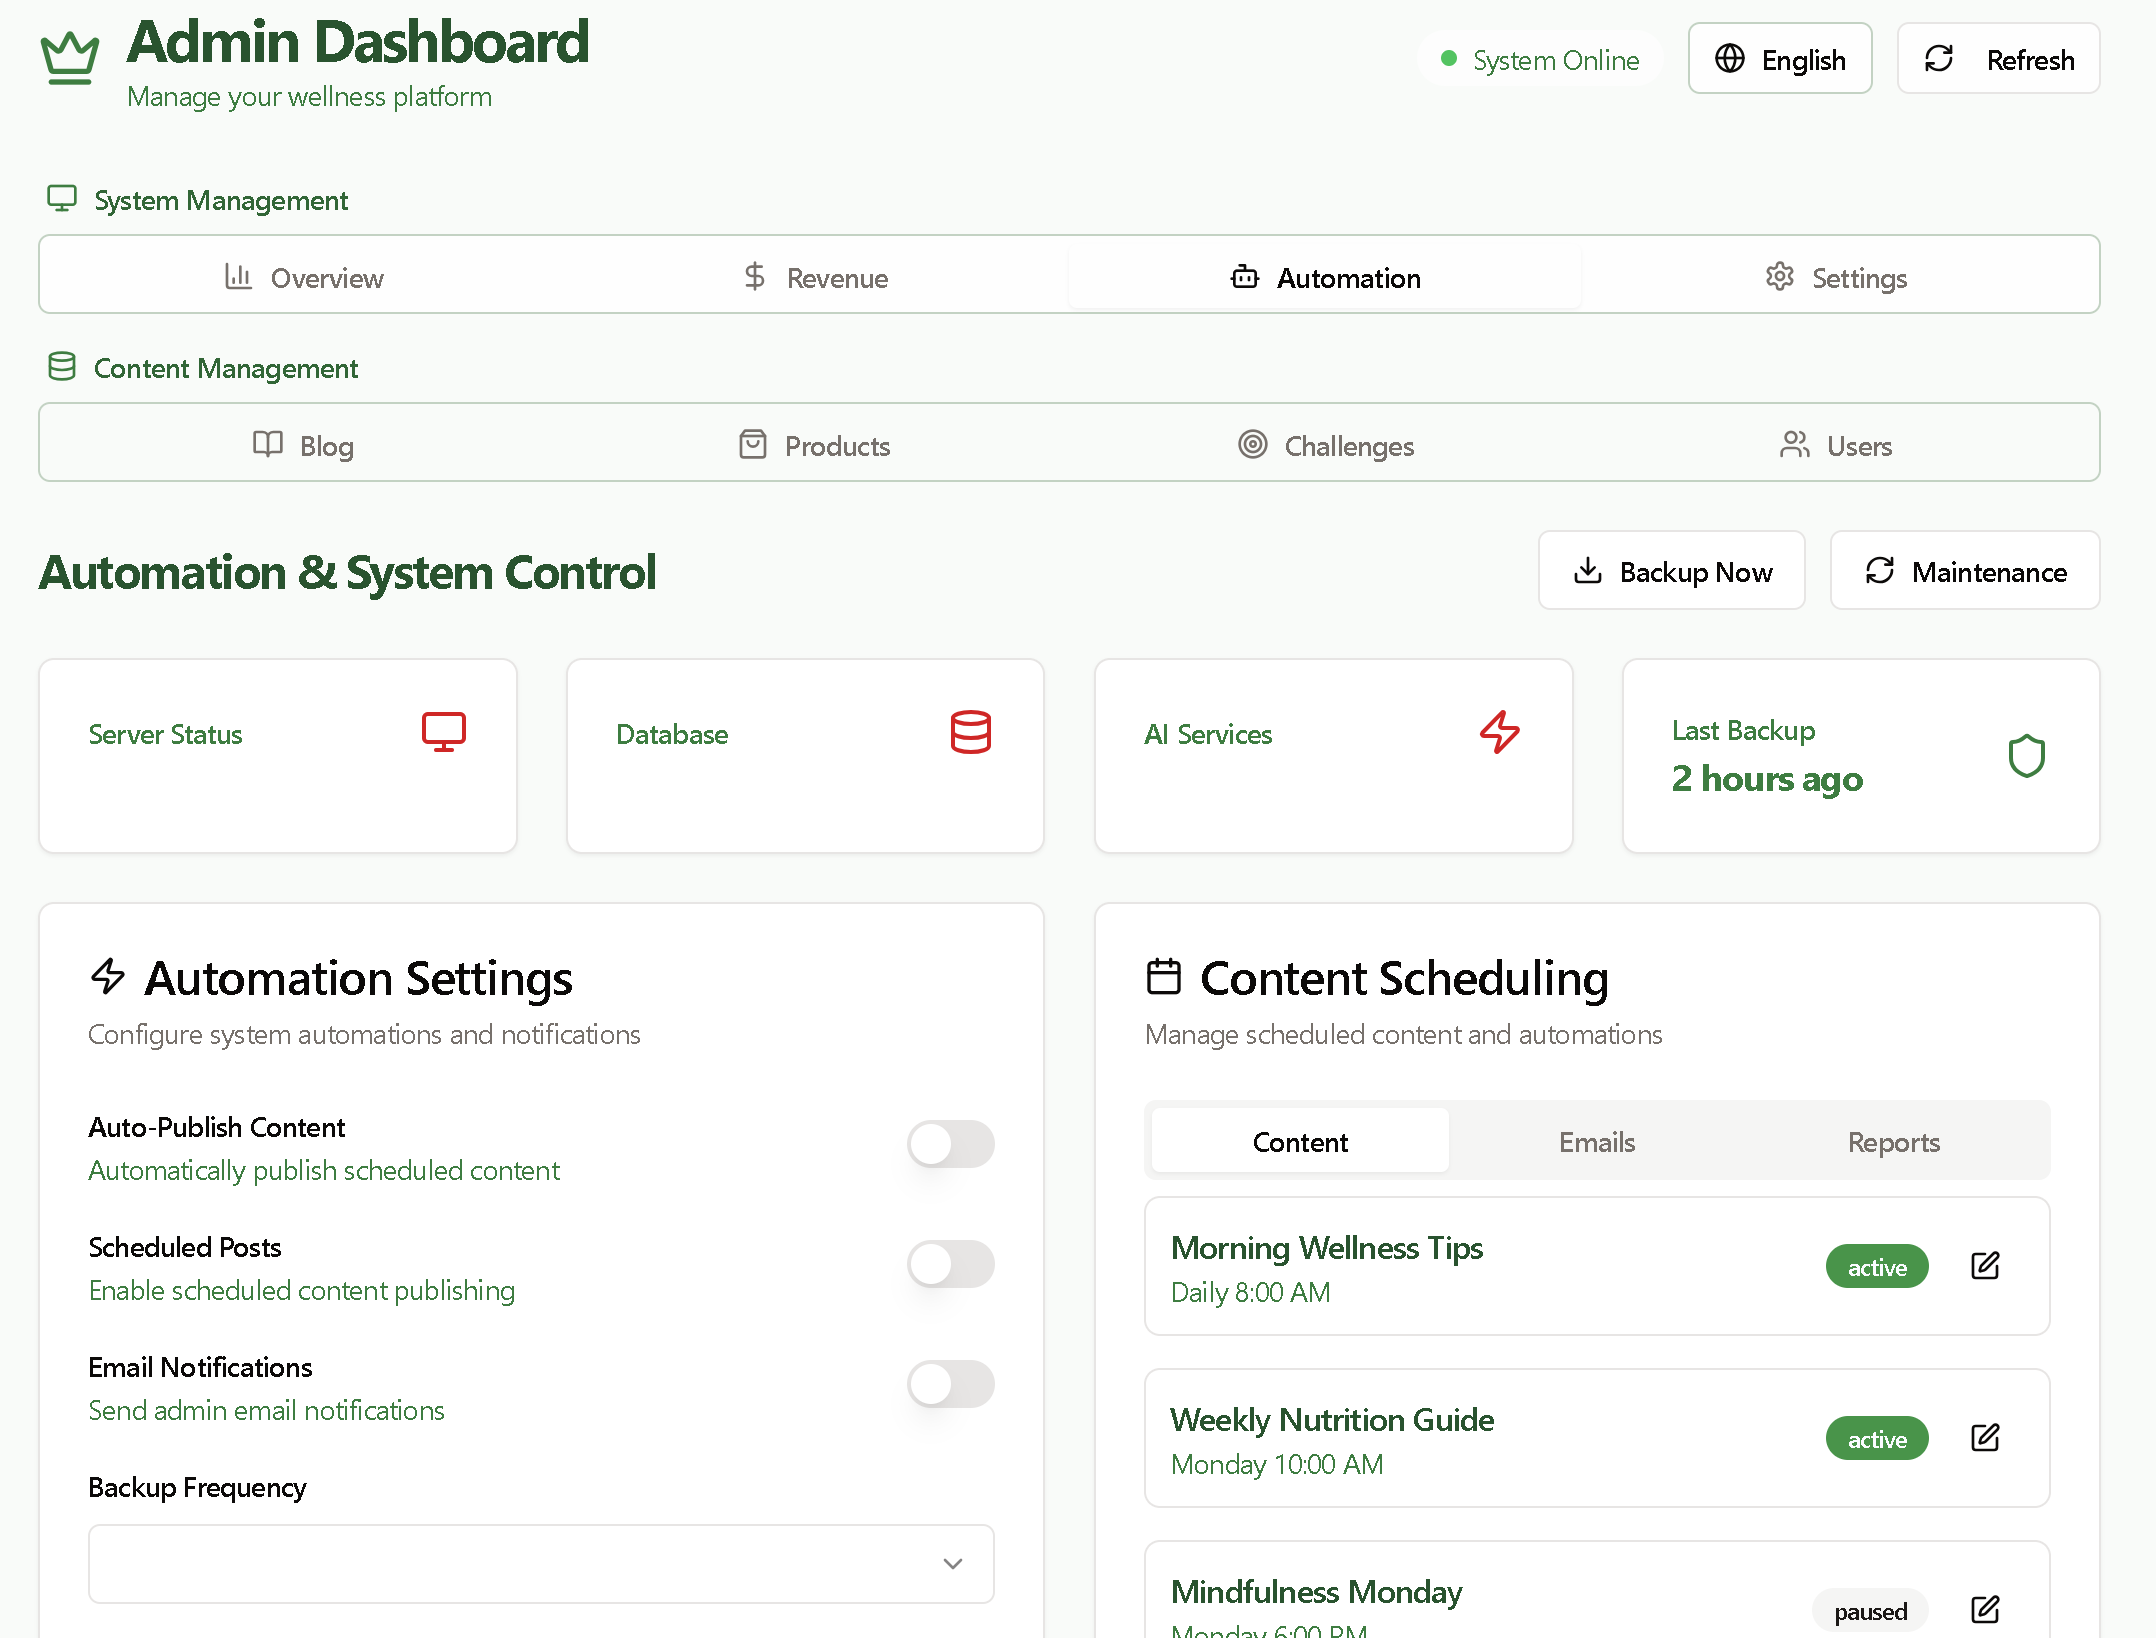 Admin Dashboard
Manage your wellness platform
System Online
English
Refresh
System Management
Overview
Revenue
Automation
Settings
Content Management
Blog
Products
Challenges
Users
Automation & System Control
Backup Now
Maintenance
Server Status
Database
AI Services
Last Backup
2 hours ago
Automation Settings
Configure system automations and notifications
Auto-Publish Content
Automatically publish scheduled content
Scheduled Posts
Enable scheduled content publishing
Email Notifications
Send admin email notifications
Backup Frequency
Content Scheduling
Manage scheduled content and automations
Content
Emails
Reports
Morning Wellness Tips
Daily 8:00 AM
active
Weekly Nutrition Guide
Monday 10:00 AM
active
Mindfulness Monday
Monday 6:00 PM
paused